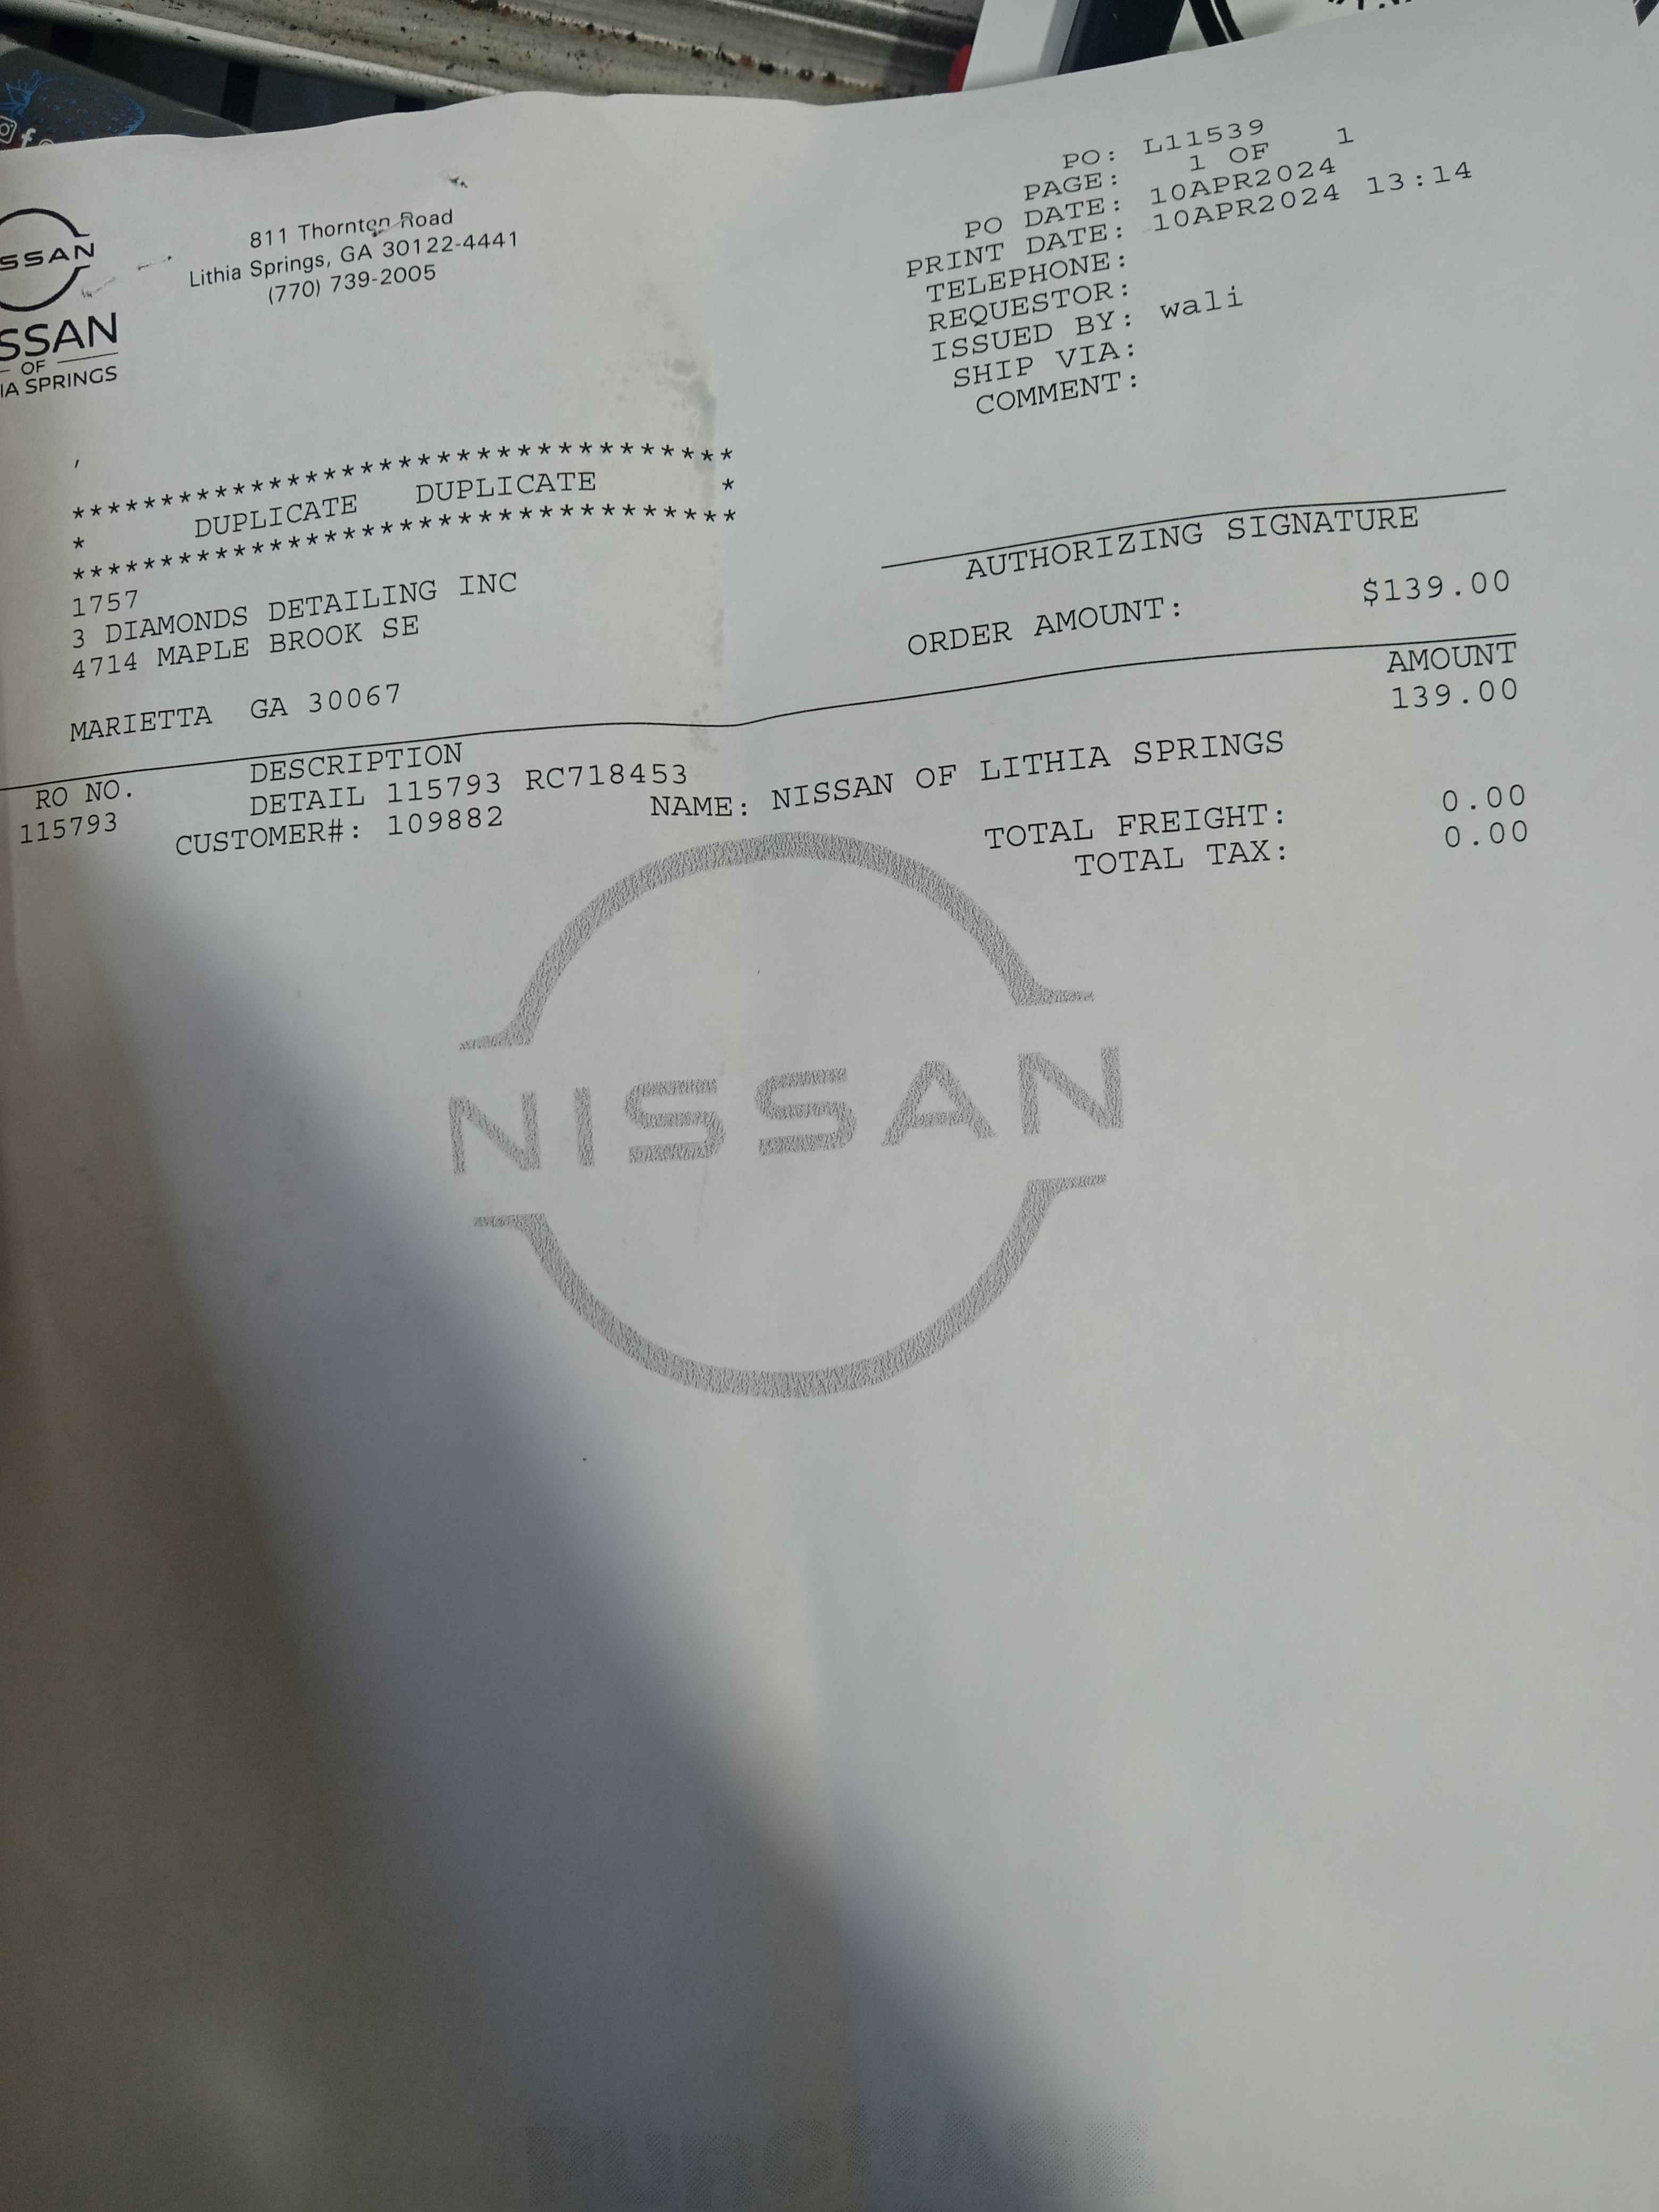 SSAN
SSAN
OF
IA SPRINGS
811 Thornton Road
Lithia Springs, GA 30122-4441
(770) 739-2005
PO: L11539
PAGE: 1 OF 1
PO DATE: 10APR2024
PRINT DATE: 10APR2024 13:14
TELEPHONE:
REQUESTOR:
ISSUED BY: wali
SHIP VIA:
COMMENT:
*************************************
* DUPLICATE DUPLICATE *
*************************************
1757
3 DIAMONDS DETAILING INC
4714 MAPLE BROOK SE
MARIETTA GA 30067
AUTHORIZING SIGNATURE
ORDER AMOUNT: $139.00
RO NO. DESCRIPTION AMOUNT
115793 DETAIL 115793 RC718453 139.00
CUSTOMER#: 109882 NAME: NISSAN OF LITHIA SPRINGS
TOTAL FREIGHT: 0.00
TOTAL TAX: 0.00
NISSAN
PURCHASE